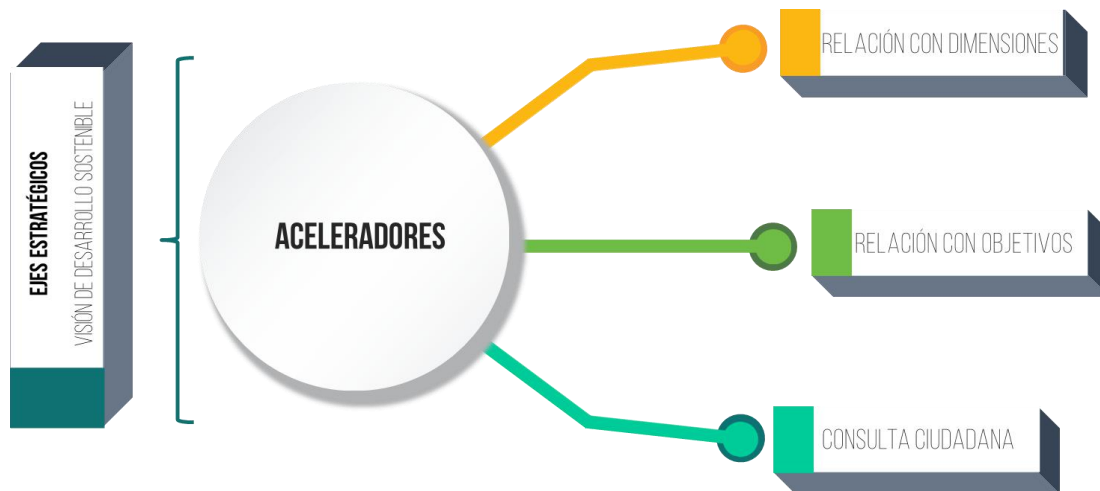 EJES ESTRATÉGICOS
VISIÓN DE DESARROLLO SOSTENIBLE
ACELERADORES
RELACIÓN CON DIMENSIONES
RELACIÓN CON OBJETIVOS
CONSULTA CIUDADANA